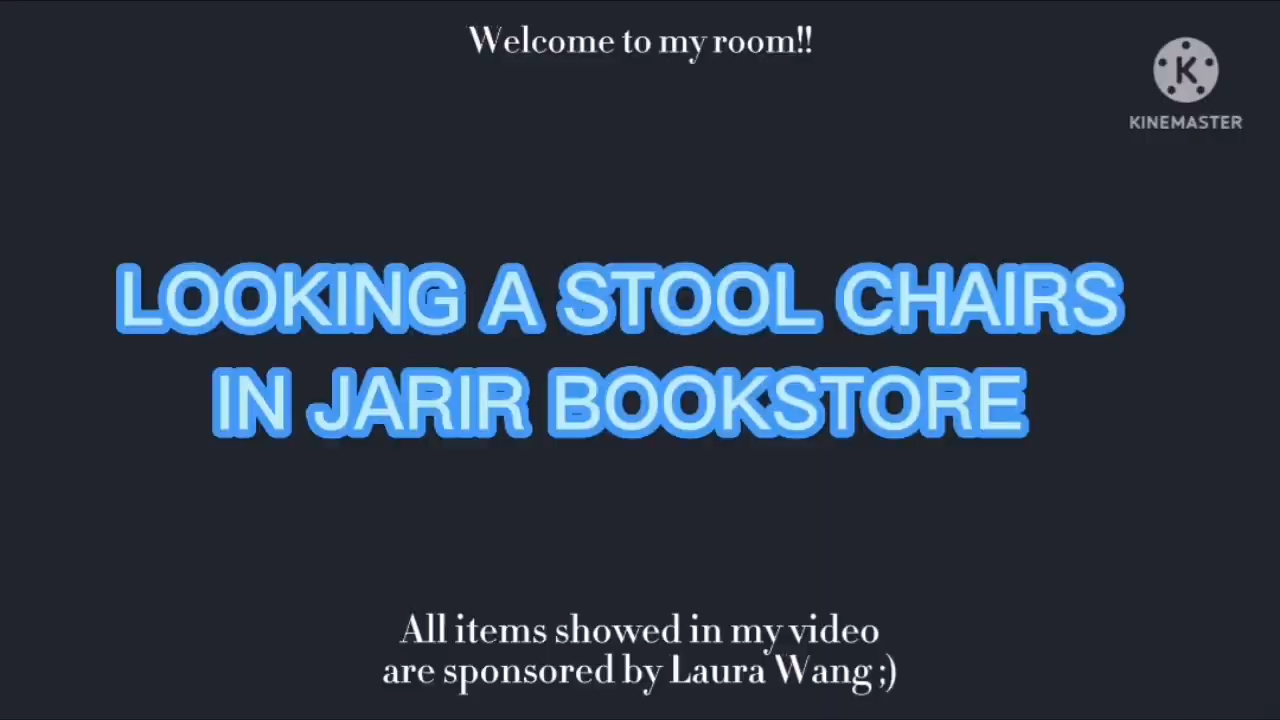 Welcome to my room!!
K
KINEMASTER
LOOKING A STOOL CHAIRS
IN JARIR BOOKSTORE
All items showed in my video
are sponsored by Laura Wang ;)